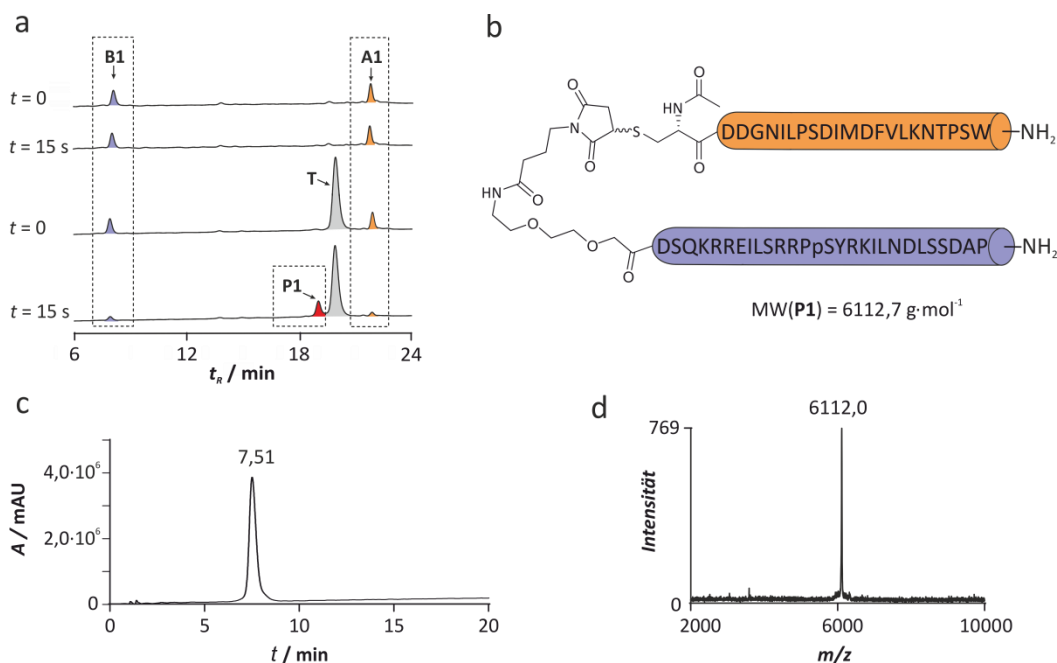 a
B1
A1
t = 0
t = 15 s
T
t = 0
P1
t = 15 s
6
12
18
24
tR / min
b
O
O
HN
N
S
O
O
DDGNILPSDIMDFVLKNTPSW
NH2
O
HN
O
O
O
DSQKRREILSRRPpSYRKILNDLSSDAP
NH2
MW(P1) = 6112,7 g·mol-1
c
7,51
4,0·10^6
2,0·10^6
0
A / mAU
0
5
10
15
20
t / min
d
6112,0
769
Intensität
0
2000
6000
10000
m/z